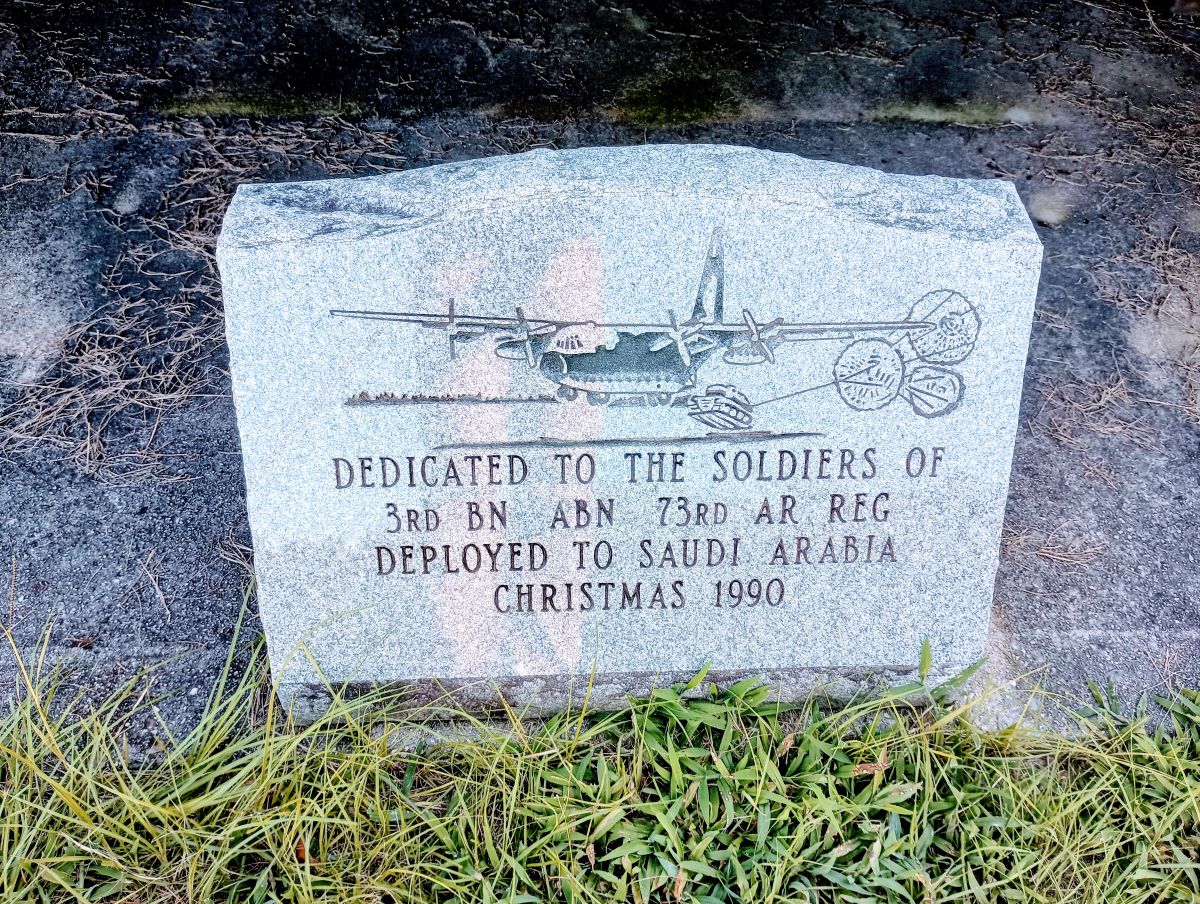 DEDICATED TO THE SOLDIERS OF
3RD BN ABN 73RD AR REG
DEPLOYED TO SAUDI ARABIA
CHRISTMAS 1990